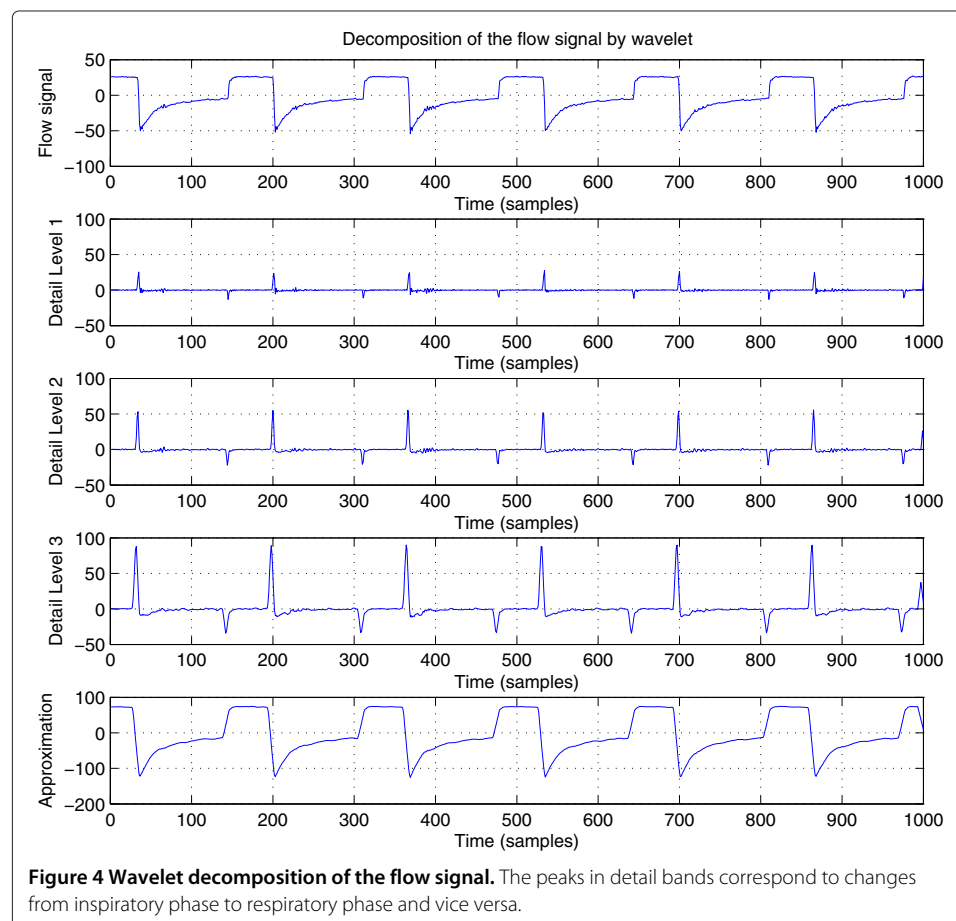 Decomposition of the flow signal by wavelet
Flow signal
50
0
−50
−100
0 100 200 300 400 500 600 700 800 900 1000
Time (samples)
Detail Level 1
100
50
0
−50
0 100 200 300 400 500 600 700 800 900 1000
Time (samples)
Detail Level 2
100
50
0
−50
0 100 200 300 400 500 600 700 800 900 1000
Time (samples)
Detail Level 3
100
50
0
−50
0 100 200 300 400 500 600 700 800 900 1000
Time (samples)
Approximation
100
0
−100
−200
0 100 200 300 400 500 600 700 800 900 1000
Time (samples)
Figure 4 Wavelet decomposition of the flow signal. The peaks in detail bands correspond to changes
from inspiratory phase to respiratory phase and vice versa.